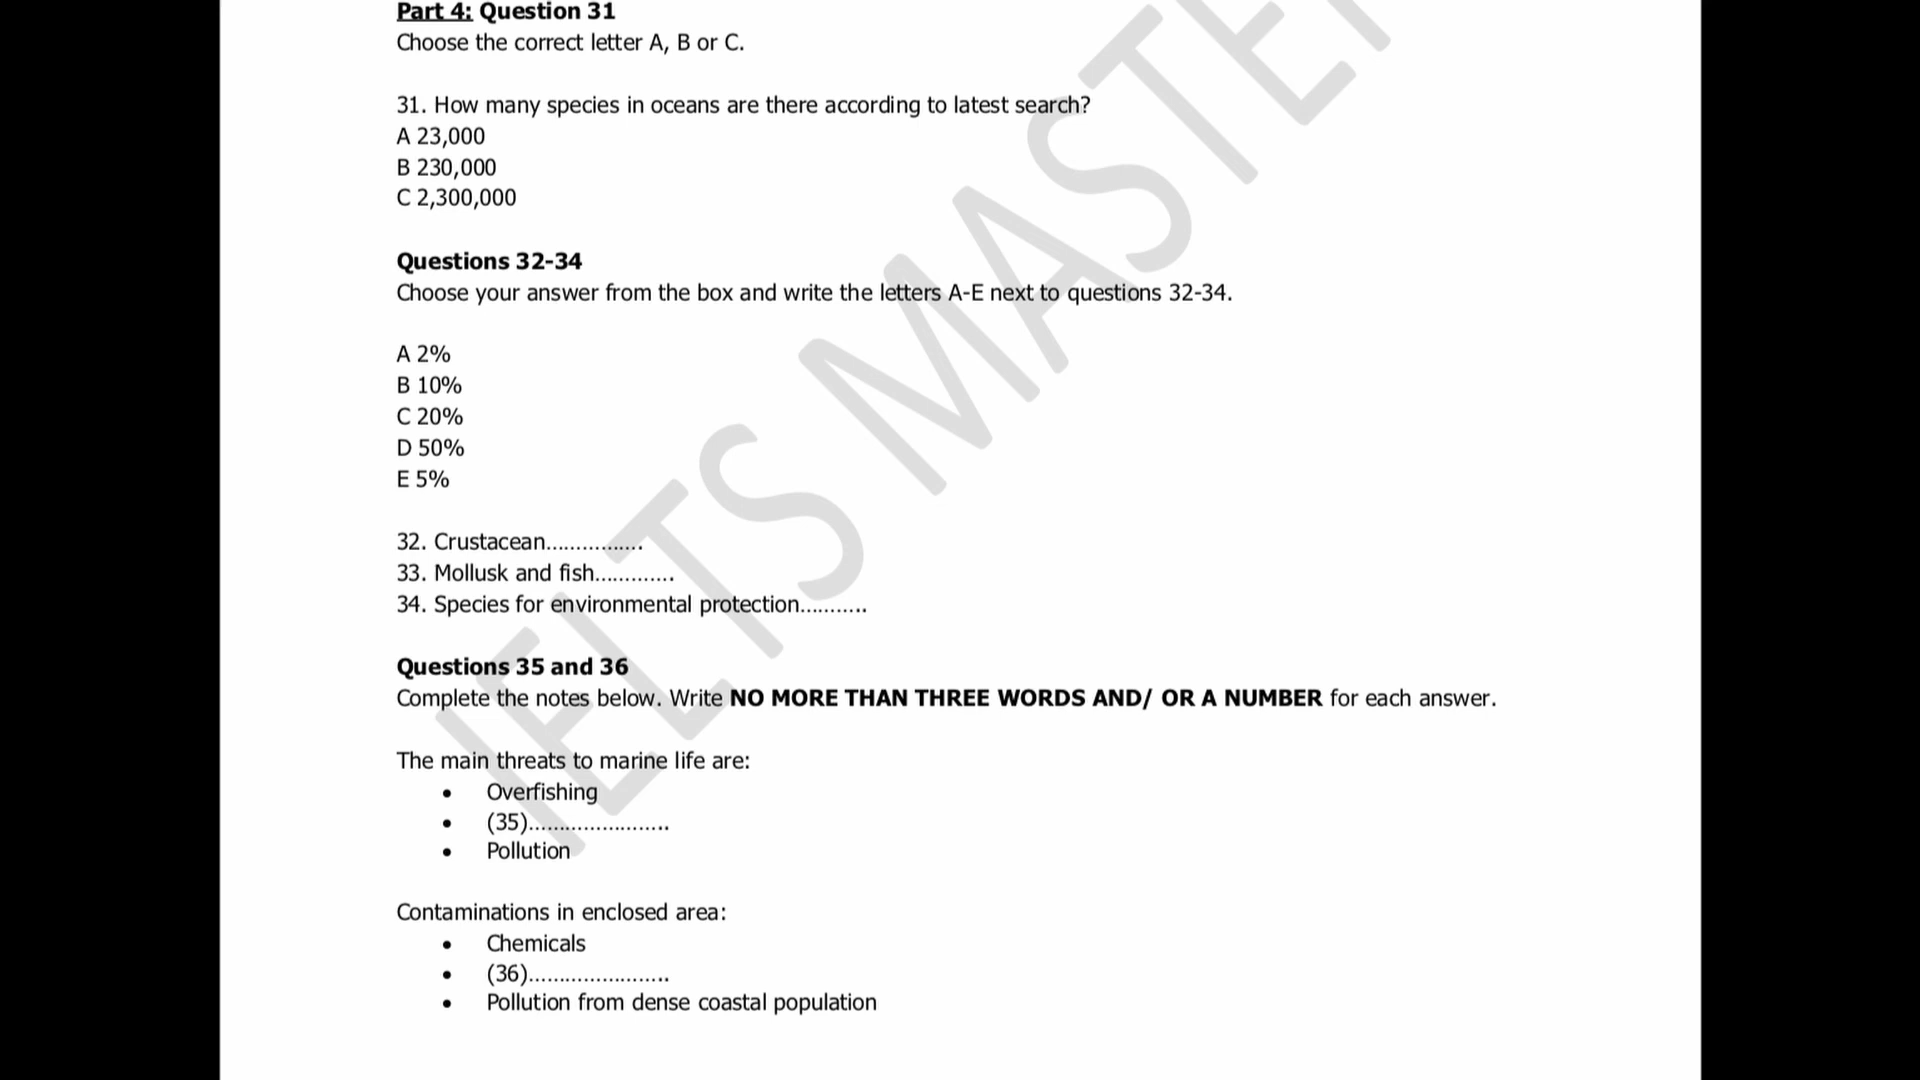 Part 4: Question 31
Choose the correct letter A, B or C.
31. How many species in oceans are there according to latest search?
A 23,000
B 230,000
C 2,300,000
Questions 32-34
Choose your answer from the box and write the letters A-E next to questions 32-34.
A 2%
B 10%
C 20%
D 50%
E 5%
32. Crustacean................
33. Mollusk and fish.............
34. Species for environmental protection...........
Questions 35 and 36
Complete the notes below. Write NO MORE THAN THREE WORDS AND/ OR A NUMBER for each answer.
The main threats to marine life are:
• Overfishing
• (35).......................
• Pollution
Contaminations in enclosed area:
• Chemicals
• (36).......................
• Pollution from dense coastal population
IELTS MASTER